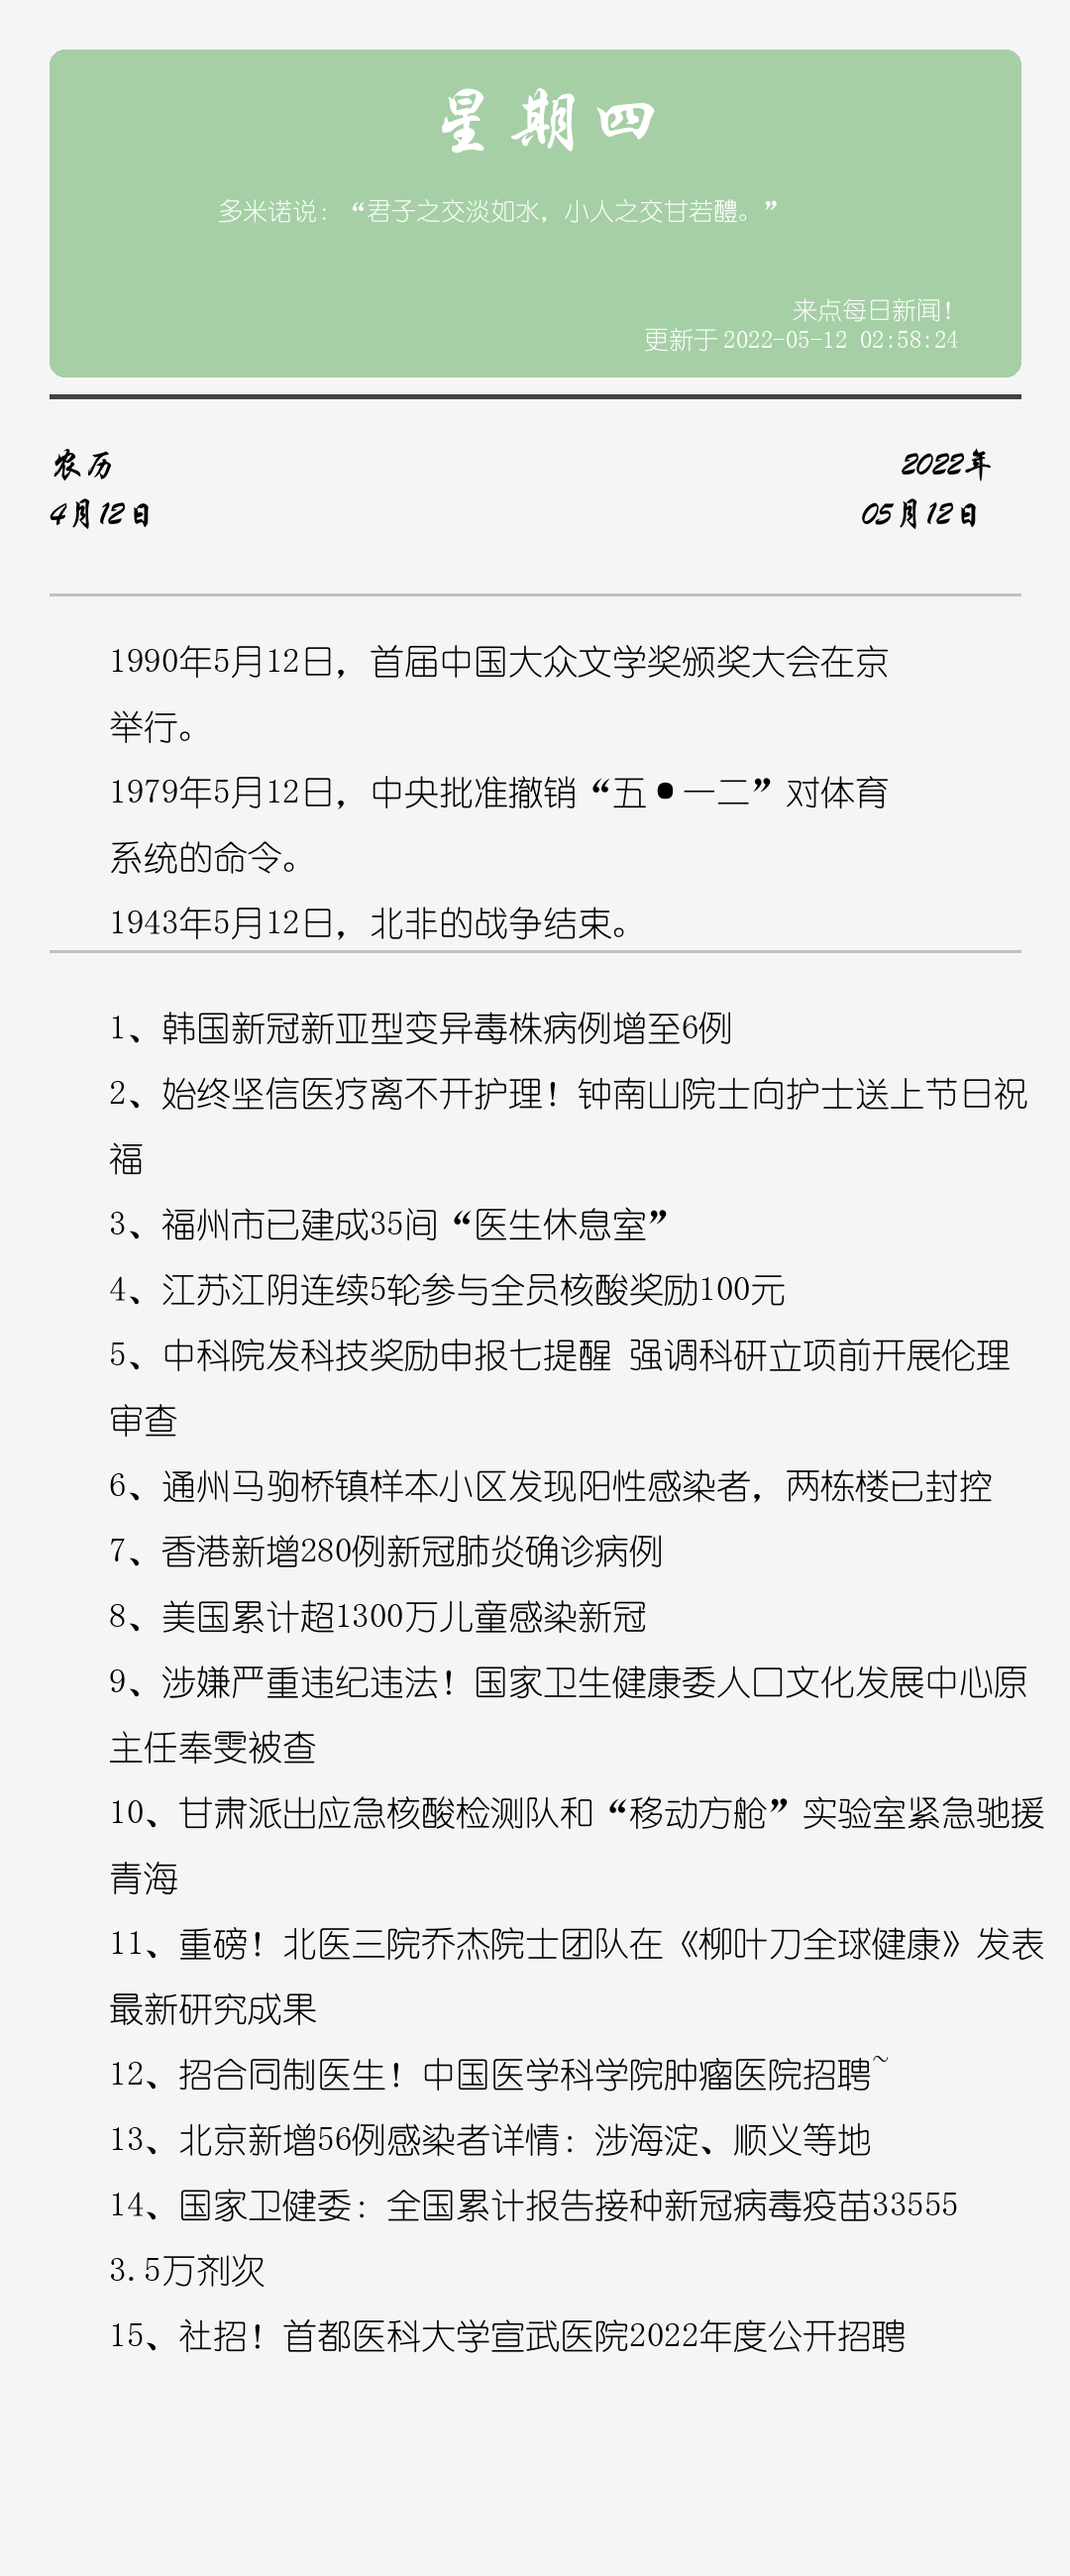 星期四
多米诺说：“君子之交淡如水，小人之交甘若醴。”
来点每日新闻！
更新于 2022-05-12 02:58:24
农历
2022年
4月12日
05月12日
1990年5月12日，首届中国大众文学奖颁奖大会在京
举行。
1979年5月12日，中央批准撤销“五•一二”对体育
系统的命令。
1943年5月12日，北非的战争结束。
1、韩国新冠新亚型变异毒株病例增至6例
2、始终坚信医疗离不开护理！钟南山院士向护士送上节日祝
福
3、福州市已建成35间“医生休息室”
4、江苏江阴连续5轮参与全员核酸奖励100元
5、中科院发科技奖励申报七提醒 强调科研立项前开展伦理
审查
6、通州马驹桥镇样本小区发现阳性感染者，两栋楼已封控
7、香港新增280例新冠肺炎确诊病例
8、美国累计超1300万儿童感染新冠
9、涉嫌严重违纪违法！国家卫生健康委人口文化发展中心原
主任奉雯被查
10、甘肃派出应急核酸检测队和“移动方舱”实验室紧急驰援
青海
11、重磅！北医三院乔杰院士团队在《柳叶刀全球健康》发表
最新研究成果
12、招合同制医生！中国医学科学院肿瘤医院招聘~
13、北京新增56例感染者详情：涉海淀、顺义等地
14、国家卫健委：全国累计报告接种新冠病毒疫苗33555
3.5万剂次
15、社招！首都医科大学宣武医院2022年度公开招聘